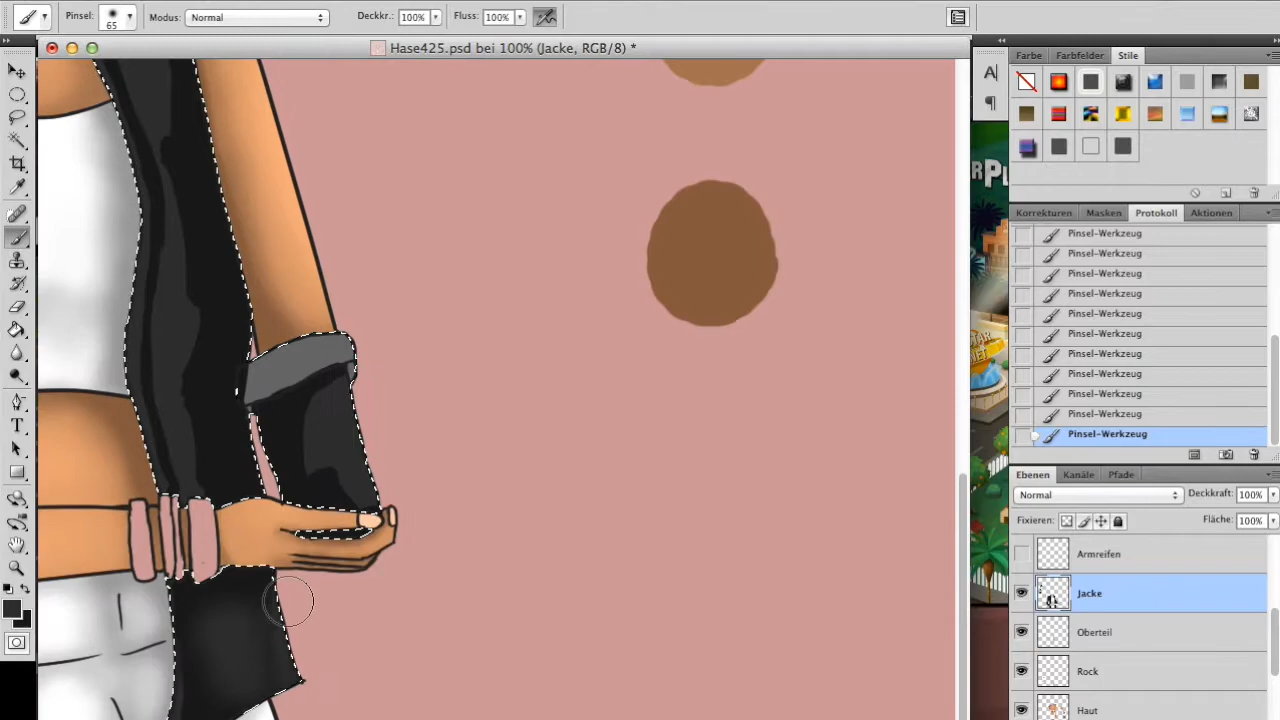 Pinsel: 65 Modus: Normal Deckkr.: 100% Fluss: 100%
Hase425.psd bei 100% (Jacke, RGB/8) *
Farbe Farbfelder Stile
Korrekturen Masken Protokoll Aktionen
Pinsel-Werkzeug
Pinsel-Werkzeug
Pinsel-Werkzeug
Pinsel-Werkzeug
Pinsel-Werkzeug
Pinsel-Werkzeug
Pinsel-Werkzeug
Pinsel-Werkzeug
Pinsel-Werkzeug
Pinsel-Werkzeug
Pinsel-Werkzeug
Ebenen Kanäle Pfade
Normal Deckkraft: 100%
Fixieren: Fläche: 100%
Armreifen
Jacke
Oberteil
Rock
Haut